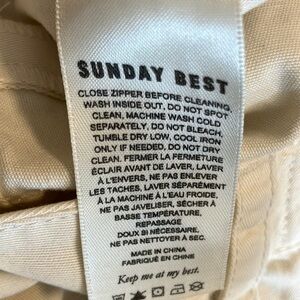 SUNDAY BEST
CLOSE ZIPPER BEFORE CLEANING.
WASH INSIDE OUT. DO NOT SPOT
CLEAN, MACHINE WASH COLD
SEPARATELY, DO NOT BLEACH.
TUMBLE DRY LOW, COOL IRON
ONLY IF NEEDED, DO NOT DRY
CLEAN. FERMER LA FERMETURE
ÉCLAIR AVANT DE LAVER, LAVER
À L'ENVERS, NE PAS ENLEVER
LES TACHES, LAVER SÉPARÉMENT
À LA MACHINE À L'EAU FROIDE,
NE PAS JAVELISER, SÉCHER À
BASSE TEMPÉRATURE,
REPASSAGE
DOUX SI NÉCESSAIRE,
NE PAS NETTOYER À SEC.
MADE IN CHINA
FABRIQUÉ EN CHINE
Keep me at my best.